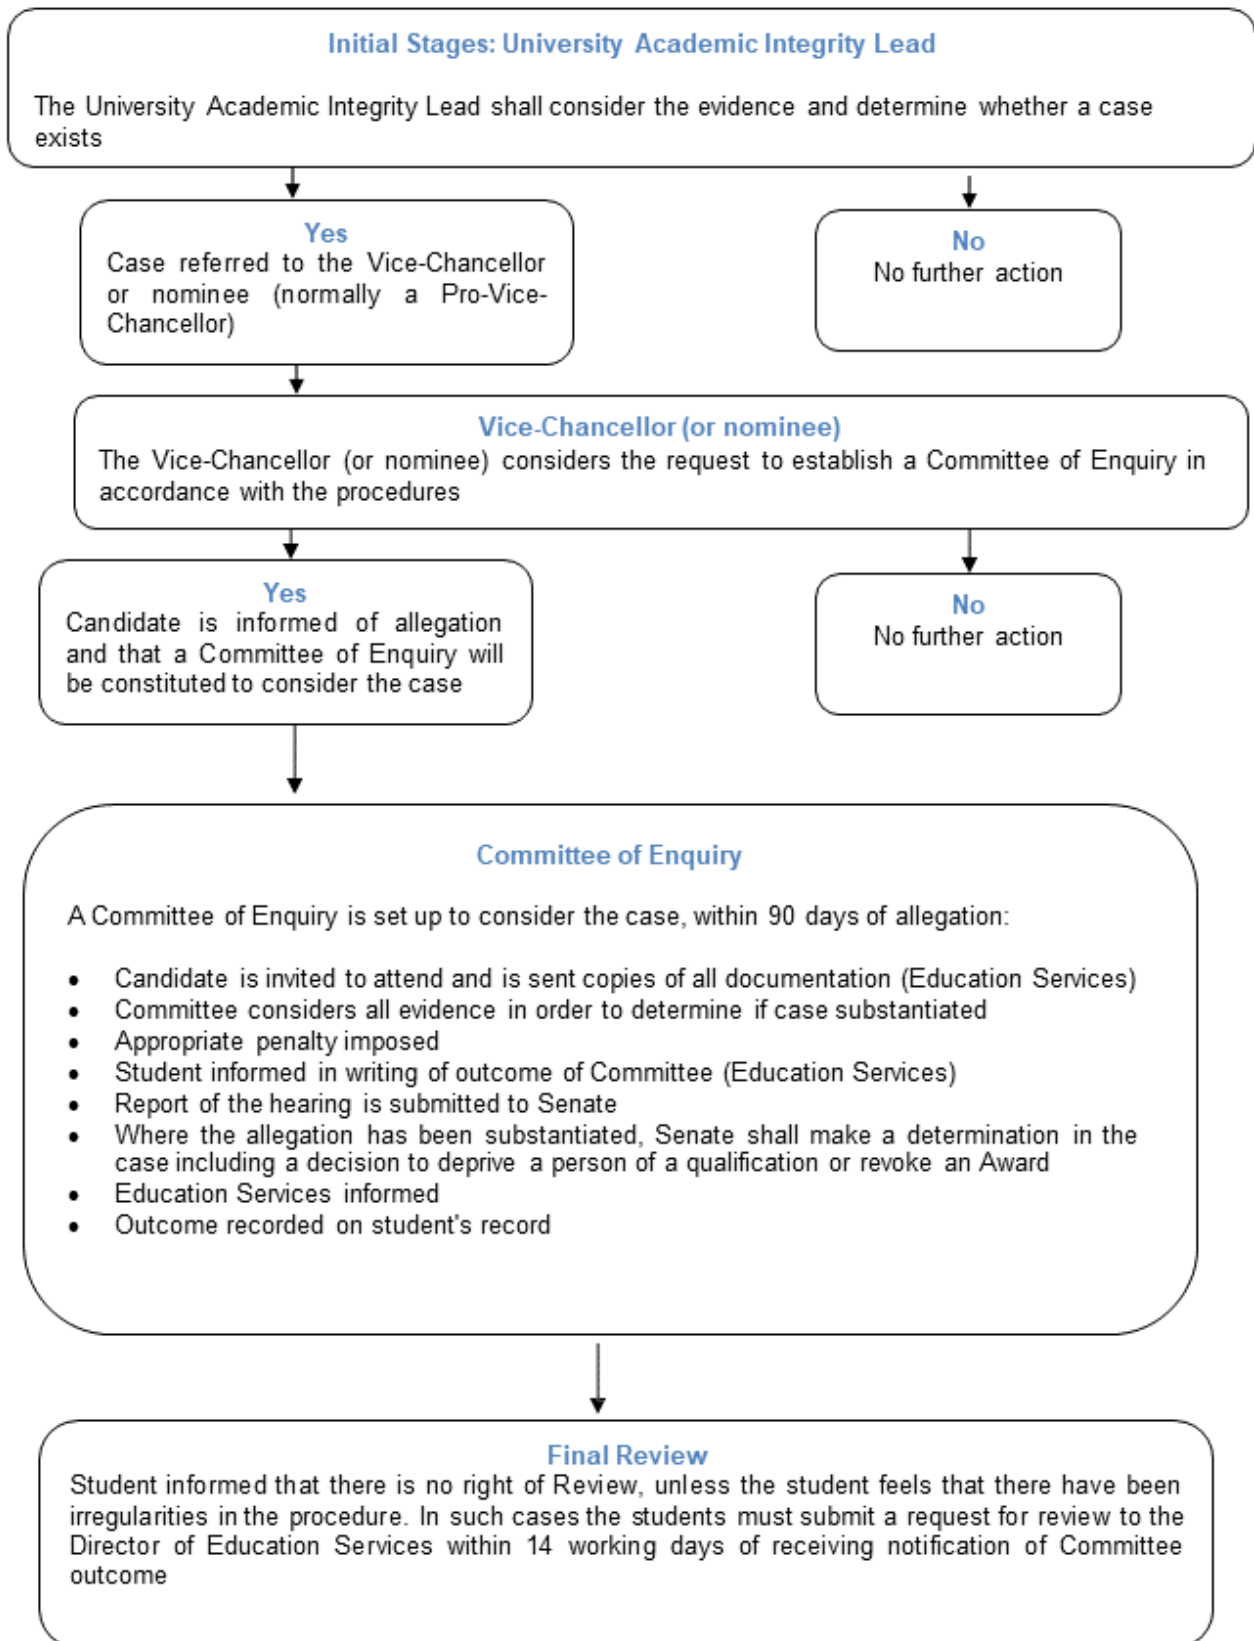 Initial Stages: University Academic Integrity Lead
The University Academic Integrity Lead shall consider the evidence and determine whether a case
exists
Yes
Case referred to the Vice-Chancellor
or nominee (normally a Pro-Vice-
Chancellor)
No
No further action
Vice-Chancellor (or nominee)
The Vice-Chancellor (or nominee) considers the request to establish a Committee of Enquiry in
accordance with the procedures
Yes
Candidate is informed of allegation
and that a Committee of Enquiry will
be constituted to consider the case
No
No further action
Committee of Enquiry
A Committee of Enquiry is set up to consider the case, within 90 days of allegation:
• Candidate is invited to attend and is sent copies of all documentation (Education Services)
• Committee considers all evidence in order to determine if case substantiated
• Appropriate penalty imposed
• Student informed in writing of outcome of Committee (Education Services)
• Report of the hearing is submitted to Senate
• Where the allegation has been substantiated, Senate shall make a determination in the
case including a decision to deprive a person of a qualification or revoke an Award
• Education Services informed
• Outcome recorded on student's record
Final Review
Student informed that there is no right of Review, unless the student feels that there have been
irregularities in the procedure. In such cases the students must submit a request for review to the
Director of Education Services within 14 working days of receiving notification of Committee
outcome